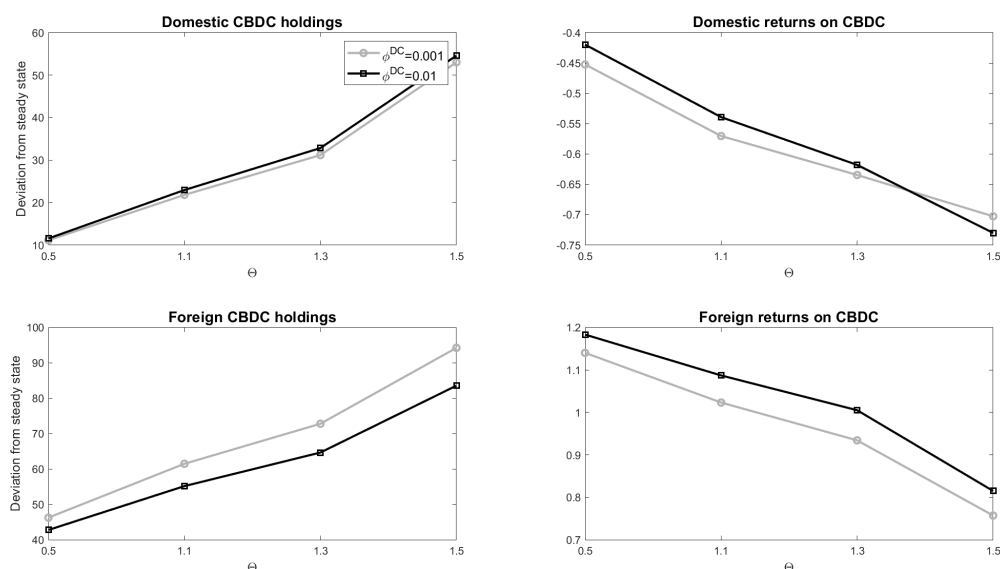 Domestic CBDC holdings
Deviation from steady state
60
50
40
30
20
10
0.5 1.1 1.3 1.5
Θ
ϕDC=0.001
ϕDC=0.01
Domestic returns on CBDC
-0.4
-0.45
-0.5
-0.55
-0.6
-0.65
-0.7
-0.75
0.5 1.1 1.3 1.5
Θ
Foreign CBDC holdings
Deviation from steady state
100
90
80
70
60
50
40
0.5 1.1 1.3 1.5
Θ
Foreign returns on CBDC
1.2
1.1
1
0.9
0.8
0.7
0.5 1.1 1.3 1.5
Θ